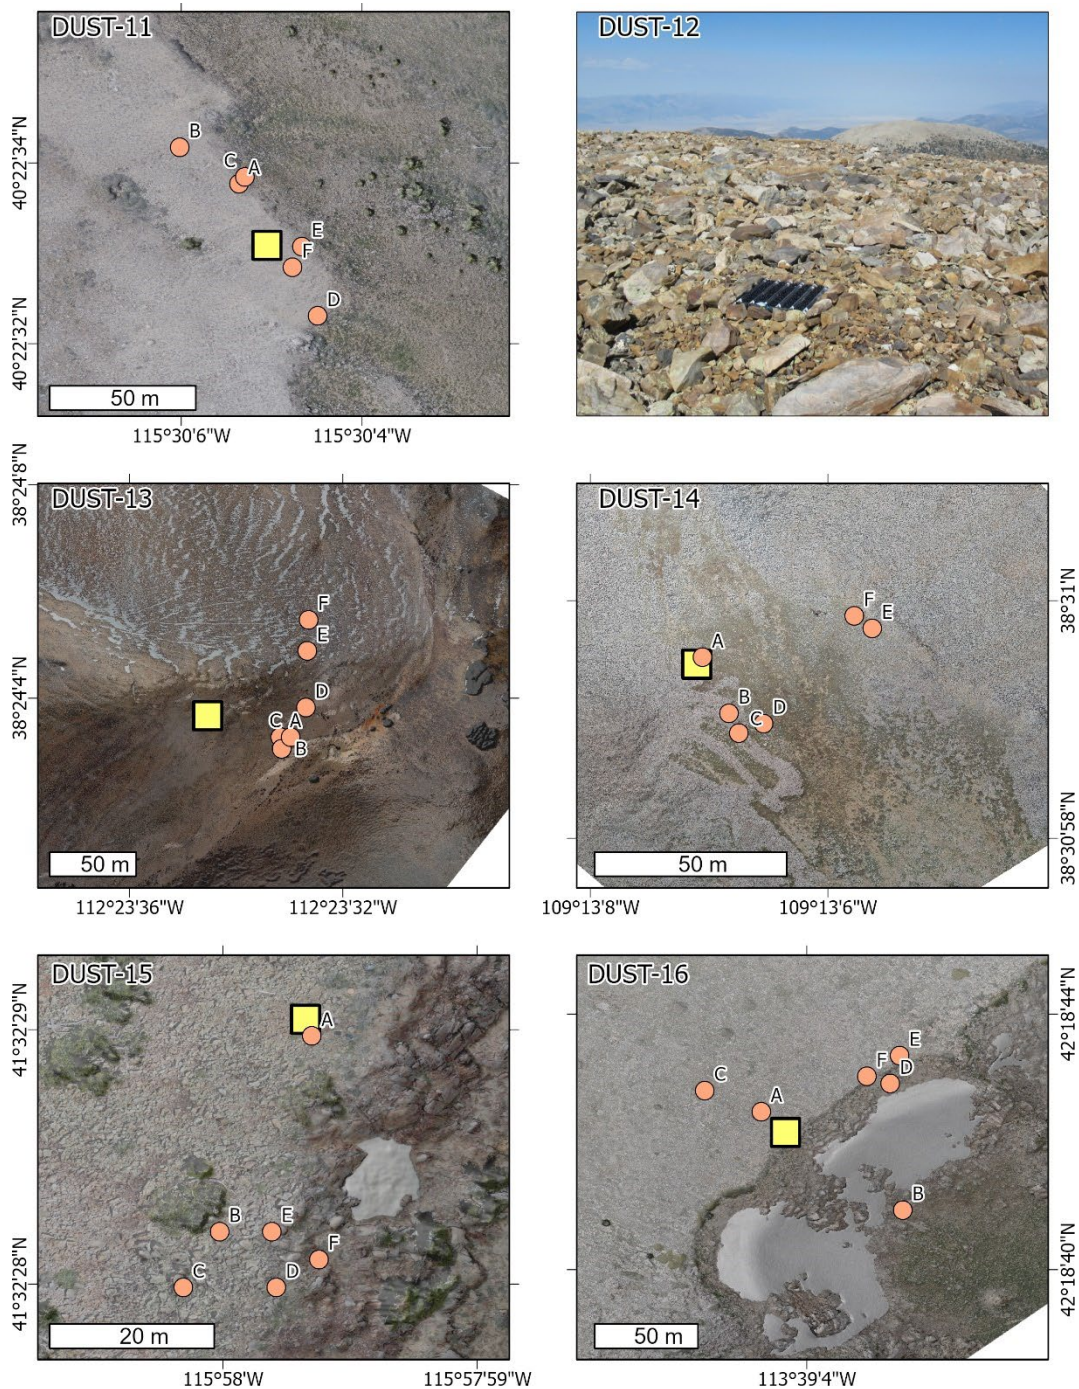 DUST-11
B
C A
E
F
D
50 m
40°22'34"N
40°22'32"N
115°30'6"W
115°30'4"W
DUST-12
DUST-13
F
E
D
C A
B
50 m
38°24'8"N
38°24'4"N
112°23'36"W
112°23'32"W
DUST-14
F
E
A
B
D
C
50 m
38°31'N
38°30'58"N
109°13'8"W
109°13'6"W
DUST-15
A
B
E
F
C
D
20 m
41°32'29"N
41°32'28"N
115°58'W
115°57'59"W
DUST-16
E
F
D
C
A
B
50 m
42°18'44"N
42°18'40"N
113°39'4"W